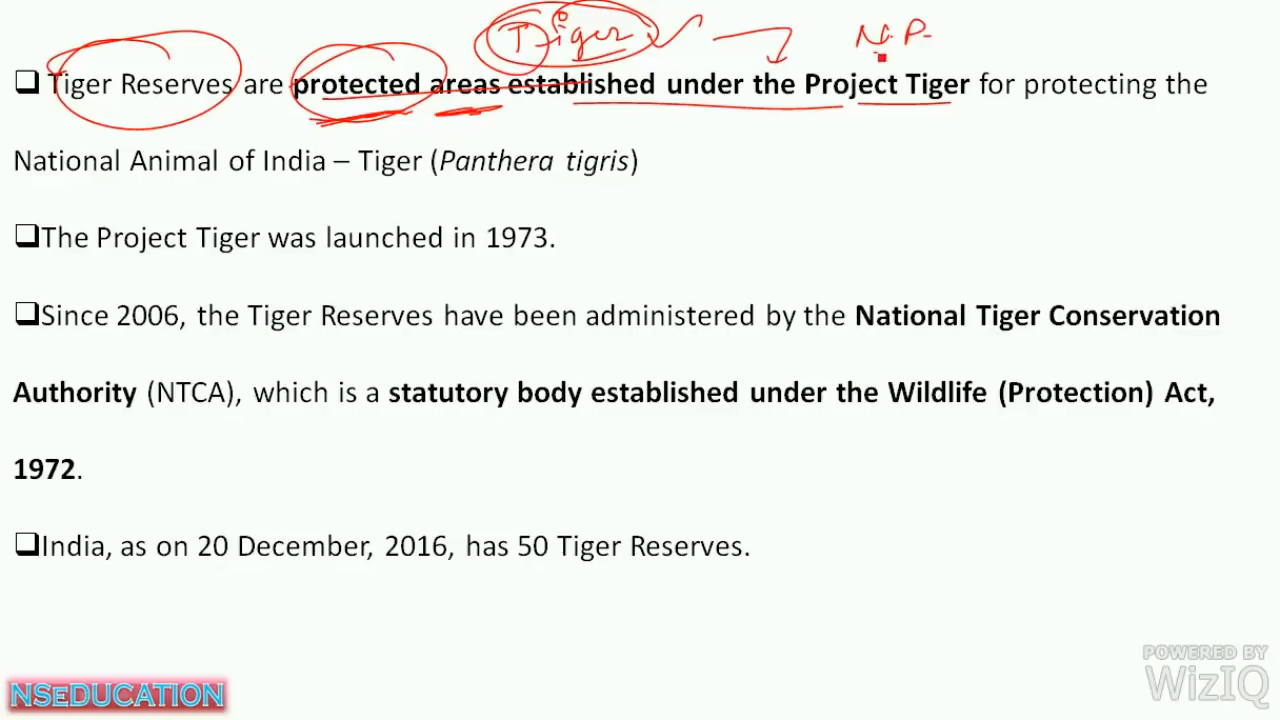 Tiger N.P.
❑ Tiger Reserves are protected areas established under the Project Tiger for protecting the
National Animal of India – Tiger (Panthera tigris)
❑The Project Tiger was launched in 1973.
❑Since 2006, the Tiger Reserves have been administered by the National Tiger Conservation
Authority (NTCA), which is a statutory body established under the Wildlife (Protection) Act,
1972.
❑India, as on 20 December, 2016, has 50 Tiger Reserves.
POWERED BY
WizIQ
NSEDUCATION